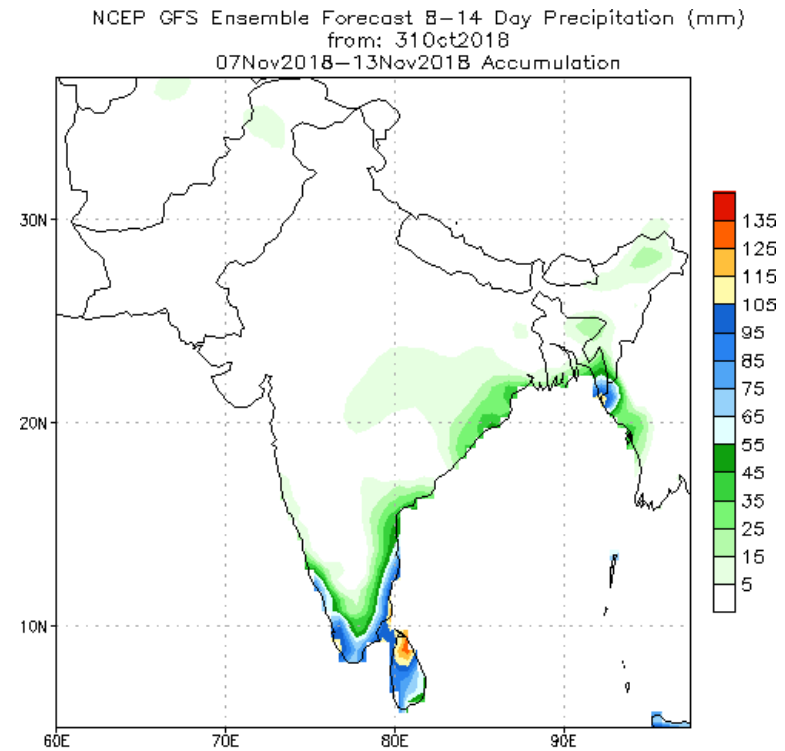 NCEP GFS Ensemble Forecast 8-14 Day Precipitation (mm)
from: 31Oct2018
07Nov2018-13Nov2018 Accumulation
30N
20N
10N
60E
70E
80E
90E
135
125
115
105
95
85
75
65
55
45
35
25
15
5